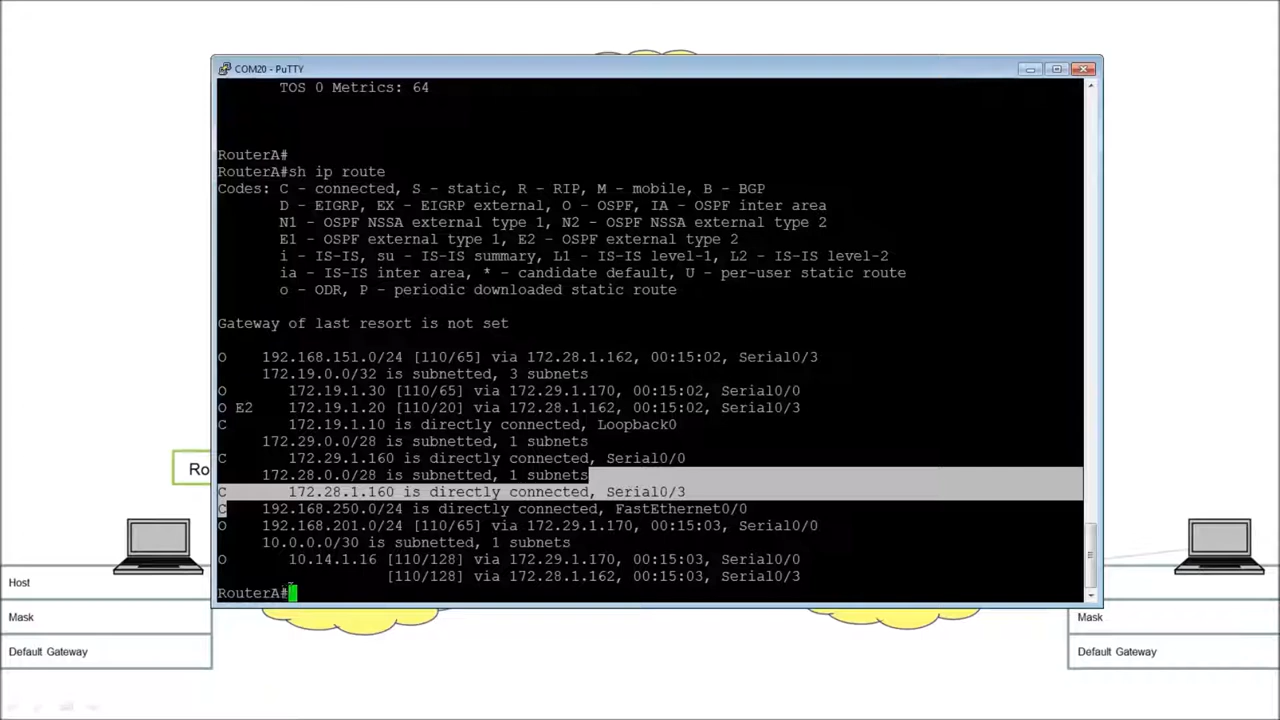 COM20 - PuTTY
TOS 0 Metrics: 64
RouterA#
RouterA#sh ip route
Codes: C - connected, S - static, R - RIP, M - mobile, B - BGP
D - EIGRP, EX - EIGRP external, O - OSPF, IA - OSPF inter area
N1 - OSPF NSSA external type 1, N2 - OSPF NSSA external type 2
E1 - OSPF external type 1, E2 - OSPF external type 2
i - IS-IS, su - IS-IS summary, L1 - IS-IS level-1, L2 - IS-IS level-2
ia - IS-IS inter area, * - candidate default, U - per-user static route
o - ODR, P - periodic downloaded static route
Gateway of last resort is not set
O 192.168.151.0/24 [110/65] via 172.28.1.162, 00:15:02, Serial0/3
172.19.0.0/32 is subnetted, 3 subnets
O 172.19.1.30 [110/65] via 172.29.1.170, 00:15:02, Serial0/0
O E2 172.19.1.20 [110/20] via 172.28.1.162, 00:15:02, Serial0/3
C 172.19.1.10 is directly connected, Loopback0
172.29.0.0/28 is subnetted, 1 subnets
C 172.29.1.160 is directly connected, Serial0/0
172.28.0.0/28 is subnetted, 1 subnets
C 172.28.1.160 is directly connected, Serial0/3
C 192.168.250.0/24 is directly connected, FastEthernet0/0
O 192.168.201.0/24 [110/65] via 172.29.1.170, 00:15:03, Serial0/0
10.0.0.0/30 is subnetted, 1 subnets
O 10.14.1.16 [110/128] via 172.29.1.170, 00:15:03, Serial0/0
[110/128] via 172.28.1.162, 00:15:03, Serial0/3
RouterA#
Ro
Host
Mask
Default Gateway
Mask
Default Gateway